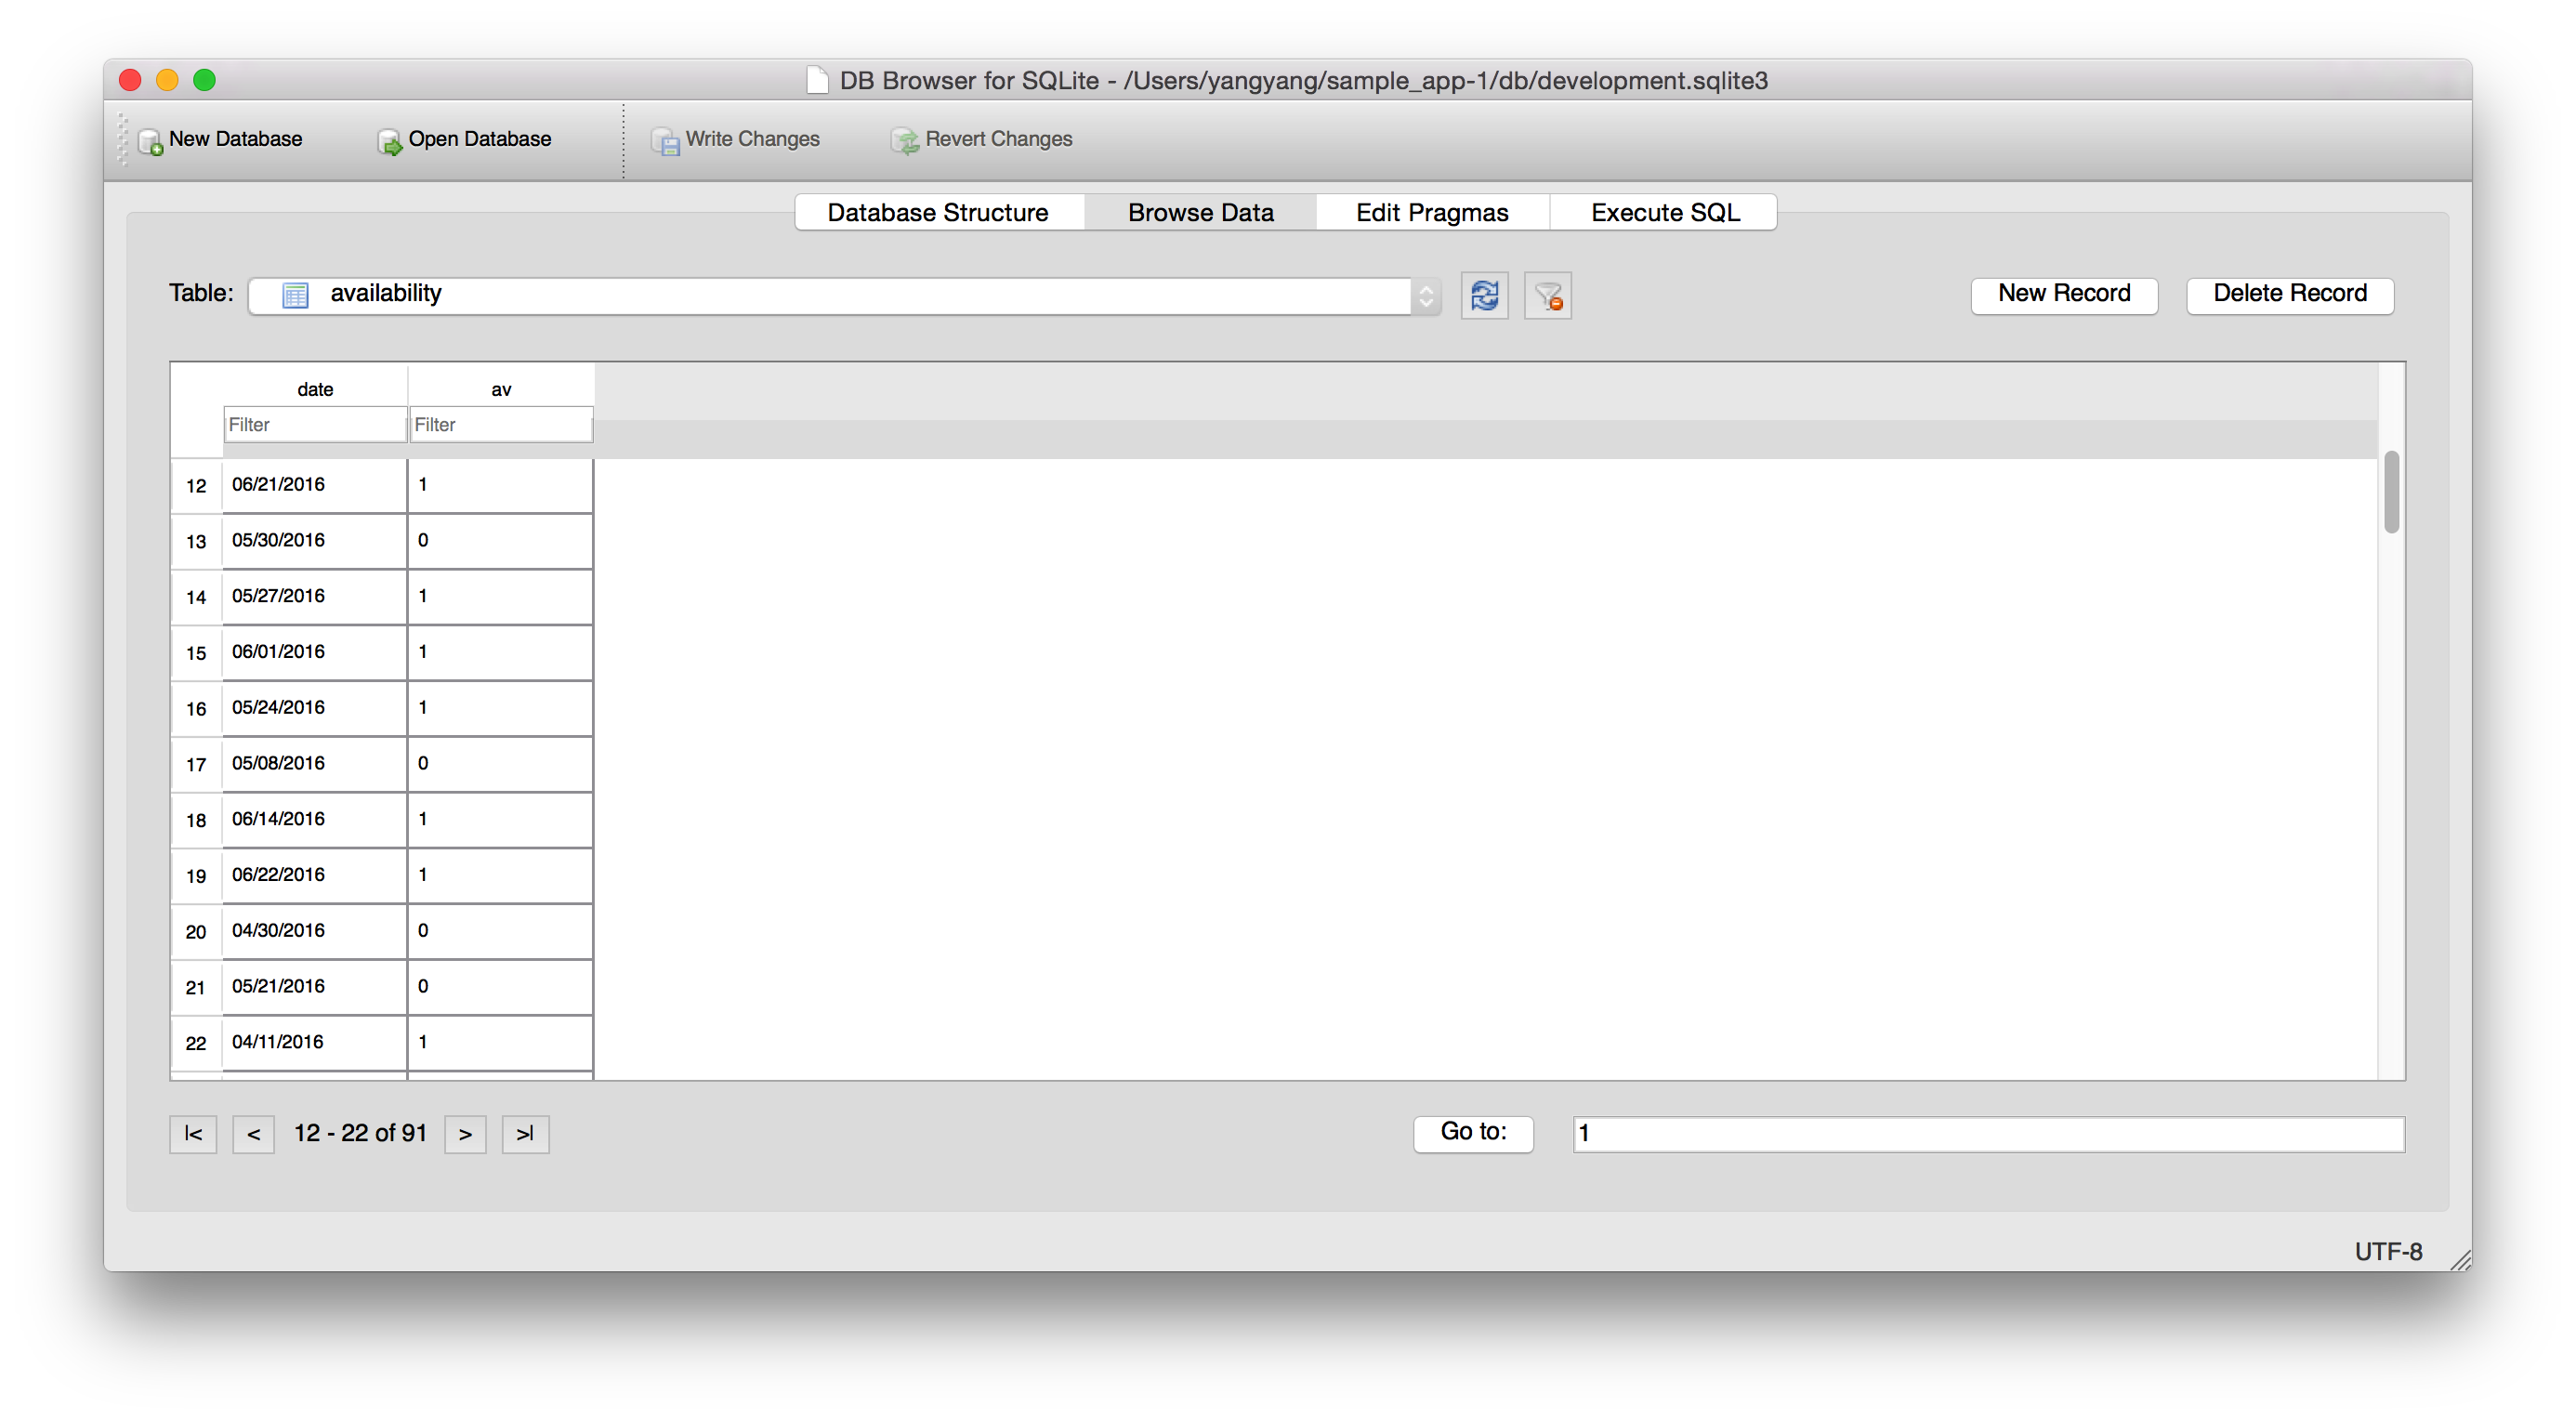 DB Browser for SQLite - /Users/yangyang/sample_app-1/db/development.sqlite3
New Database Open Database Write Changes Revert Changes
Database Structure Browse Data Edit Pragmas Execute SQL
Table: availability New Record Delete Record
date av
Filter Filter
12 06/21/2016 1
13 05/30/2016 0
14 05/27/2016 1
15 06/01/2016 1
16 05/24/2016 1
17 05/08/2016 0
18 06/14/2016 1
19 06/22/2016 1
20 04/30/2016 0
21 05/21/2016 0
22 04/11/2016 1
|< < 12 - 22 of 91 > >| Go to: 1
UTF-8